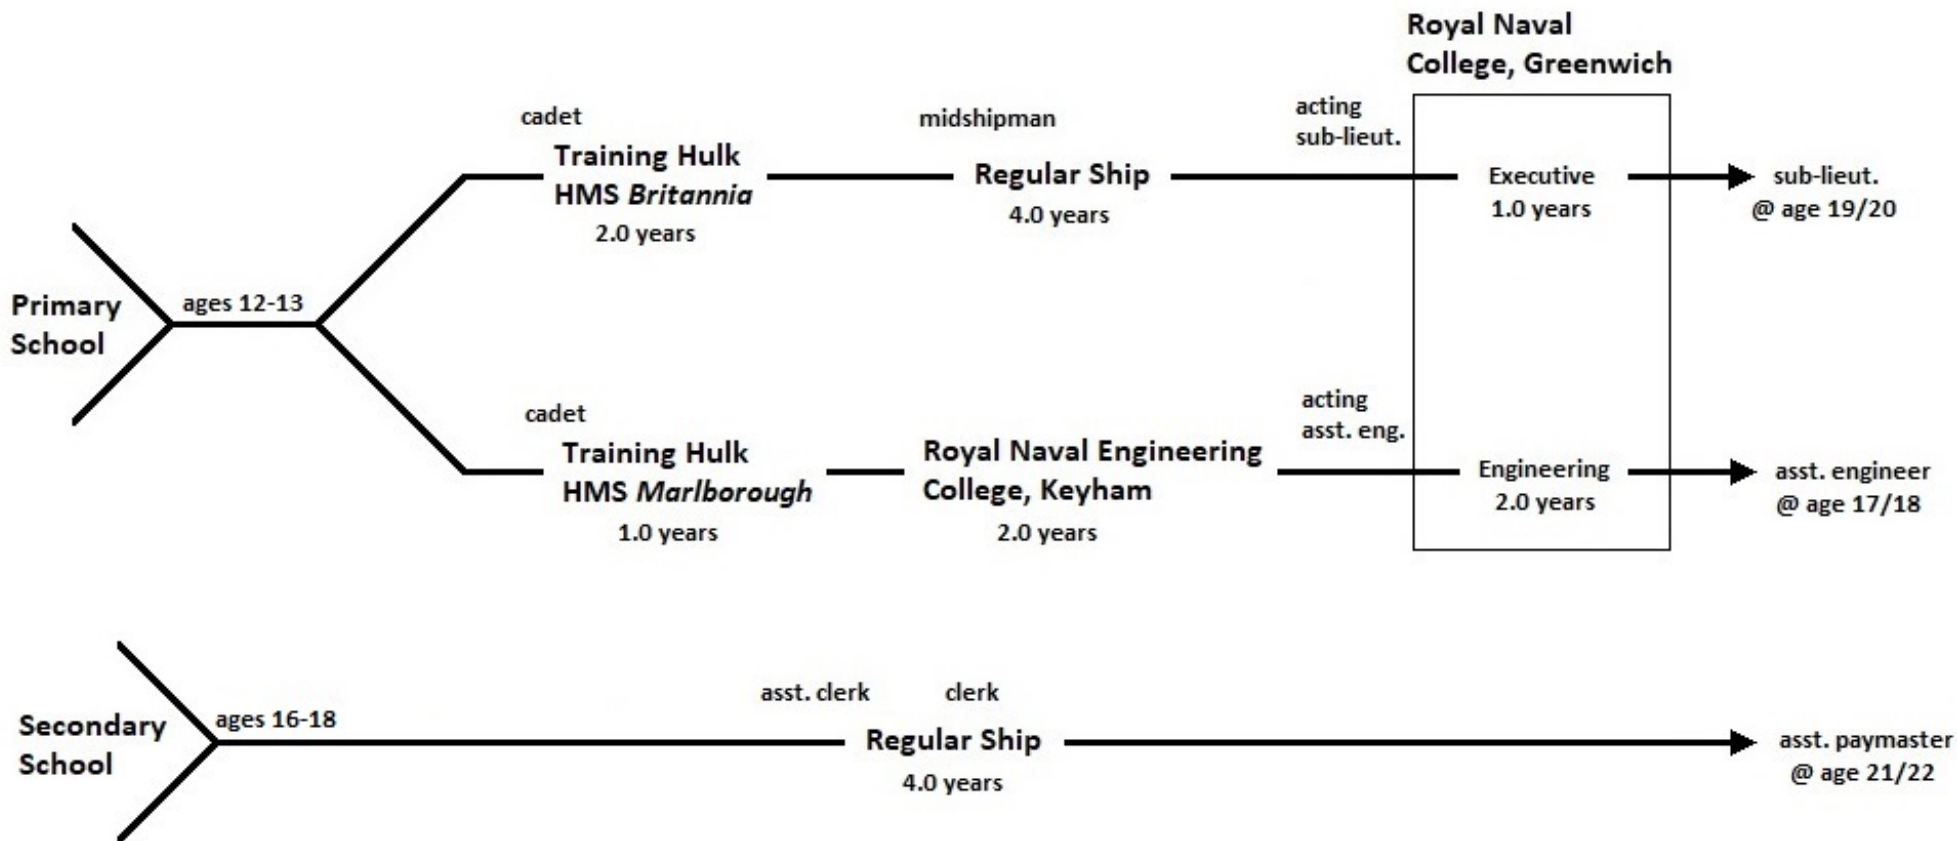 Royal Naval
College, Greenwich
cadet
Training Hulk
HMS Britannia
2.0 years
midshipman
Regular Ship
4.0 years
acting
sub-lieut.
Executive
1.0 years
sub-lieut.
@ age 19/20
Primary
School
ages 12-13
cadet
Training Hulk
HMS Marlborough
1.0 years
Royal Naval Engineering
College, Keyham
2.0 years
acting
asst. eng.
Engineering
2.0 years
asst. engineer
@ age 17/18
Secondary
School
ages 16-18
asst. clerk
clerk
Regular Ship
4.0 years
asst. paymaster
@ age 21/22